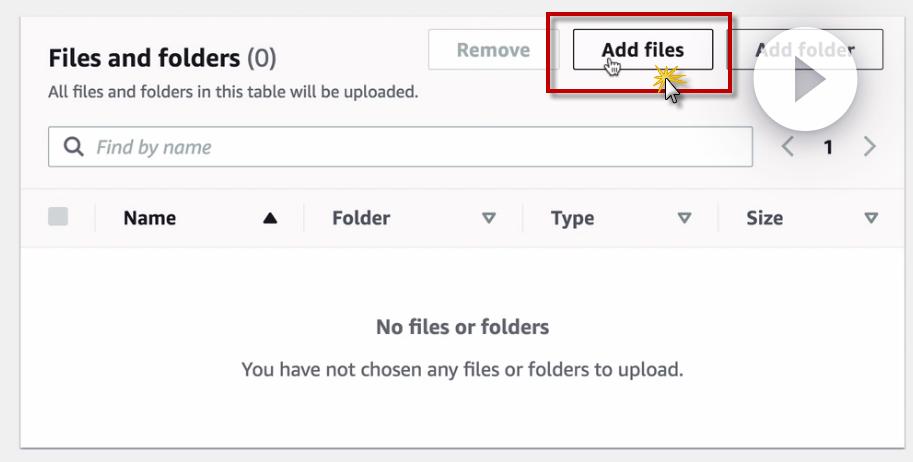 Files and folders (0)
Remove
Add files
Add folder
All files and folders in this table will be uploaded.
Find by name
1
Name
Folder
Type
Size
No files or folders
You have not chosen any files or folders to upload.